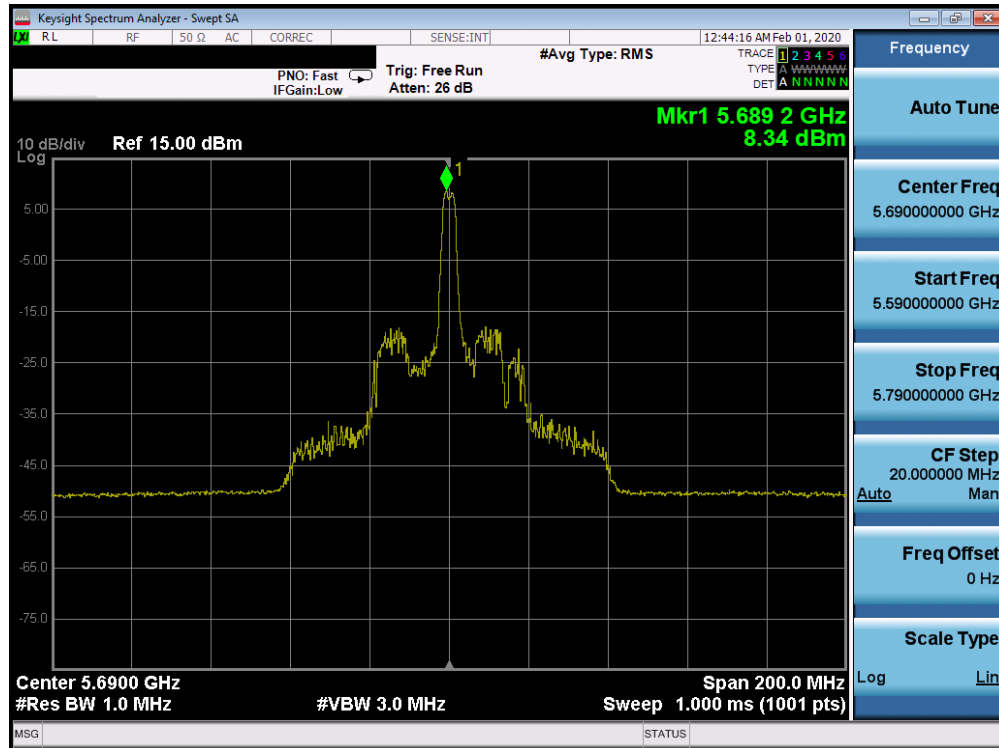 Keysight Spectrum Analyzer - Swept SA
LXI RL RF 50 Ω AC CORREC SENSE:INT 12:44:16 AM Feb 01, 2020
#Avg Type: RMS TRACE 1 2 3 4 5 6
PNO: Fast Trig: Free Run TYPE A WWWWW
IFGain:Low Atten: 26 dB DET A N N N N N
Mkr1 5.689 2 GHz
8.34 dBm
10 dB/div Ref 15.00 dBm
Log
1
5.00
-5.00
-15.0
-25.0
-35.0
-45.0
-55.0
-65.0
-75.0
Center 5.6900 GHz Span 200.0 MHz
#Res BW 1.0 MHz #VBW 3.0 MHz Sweep 1.000 ms (1001 pts)
MSG STATUS
Frequency
Auto Tune
Center Freq
5.690000000 GHz
Start Freq
5.590000000 GHz
Stop Freq
5.790000000 GHz
CF Step
20.000000 MHz
Auto Man
Freq Offset
0 Hz
Scale Type
Log Lin